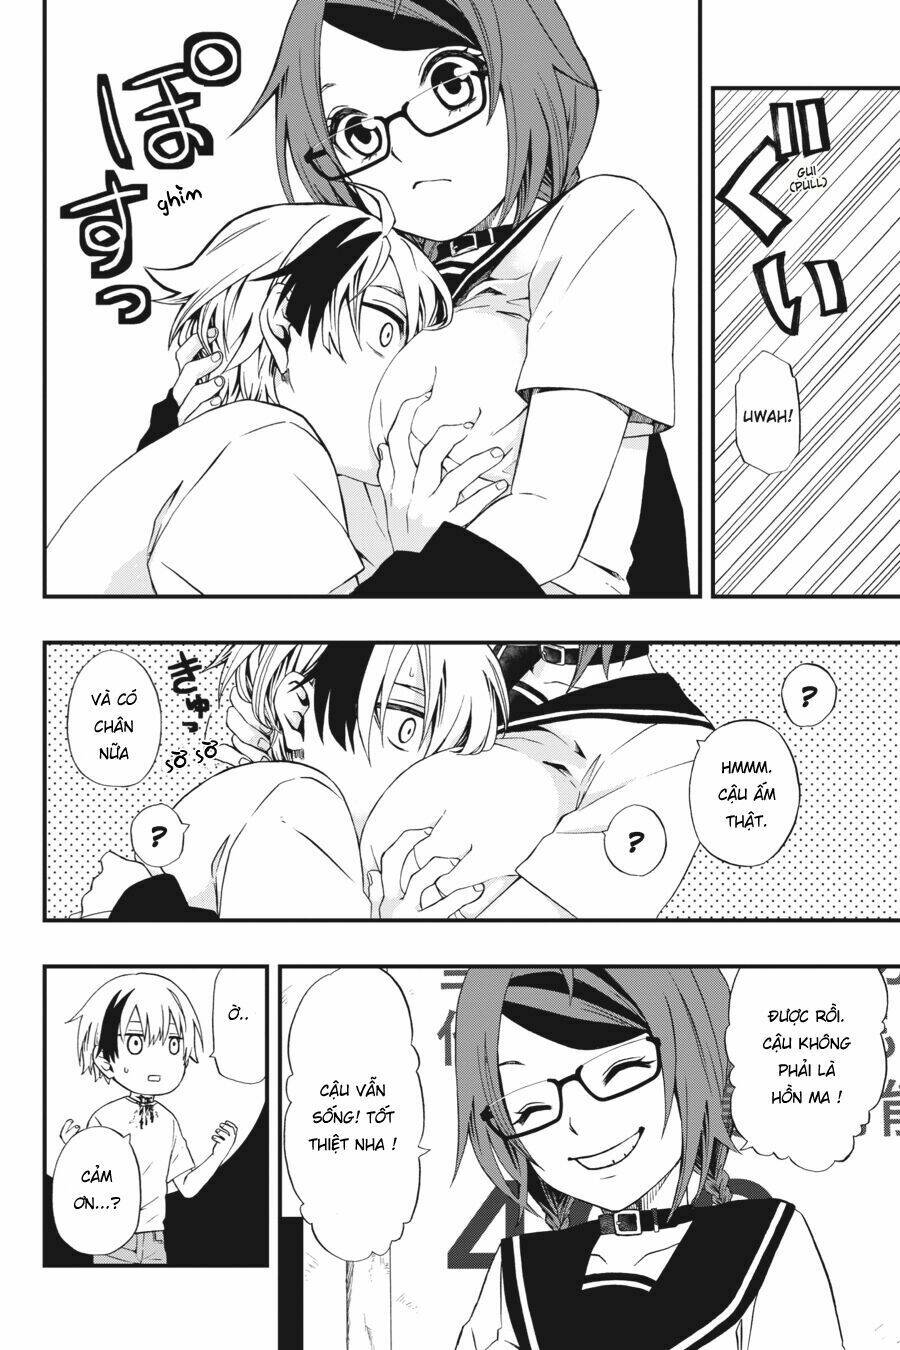 ぐい
GUI
(PULL)
UWAH!
ぽすっ
ghìm
?
HMMM.
CẬU ẤM
THẬT.
?
きゅっ
SỜ SỜ
VÀ CÓ
CHÂN
NỮA
?
ĐƯỢC RỒI.
CẬU KHÔNG
PHẢI LÀ
HỒN MA !
CẬU VẪN
SỐNG! TỐT
THIỆT NHA !
Ờ..
CẢM
ƠN...?